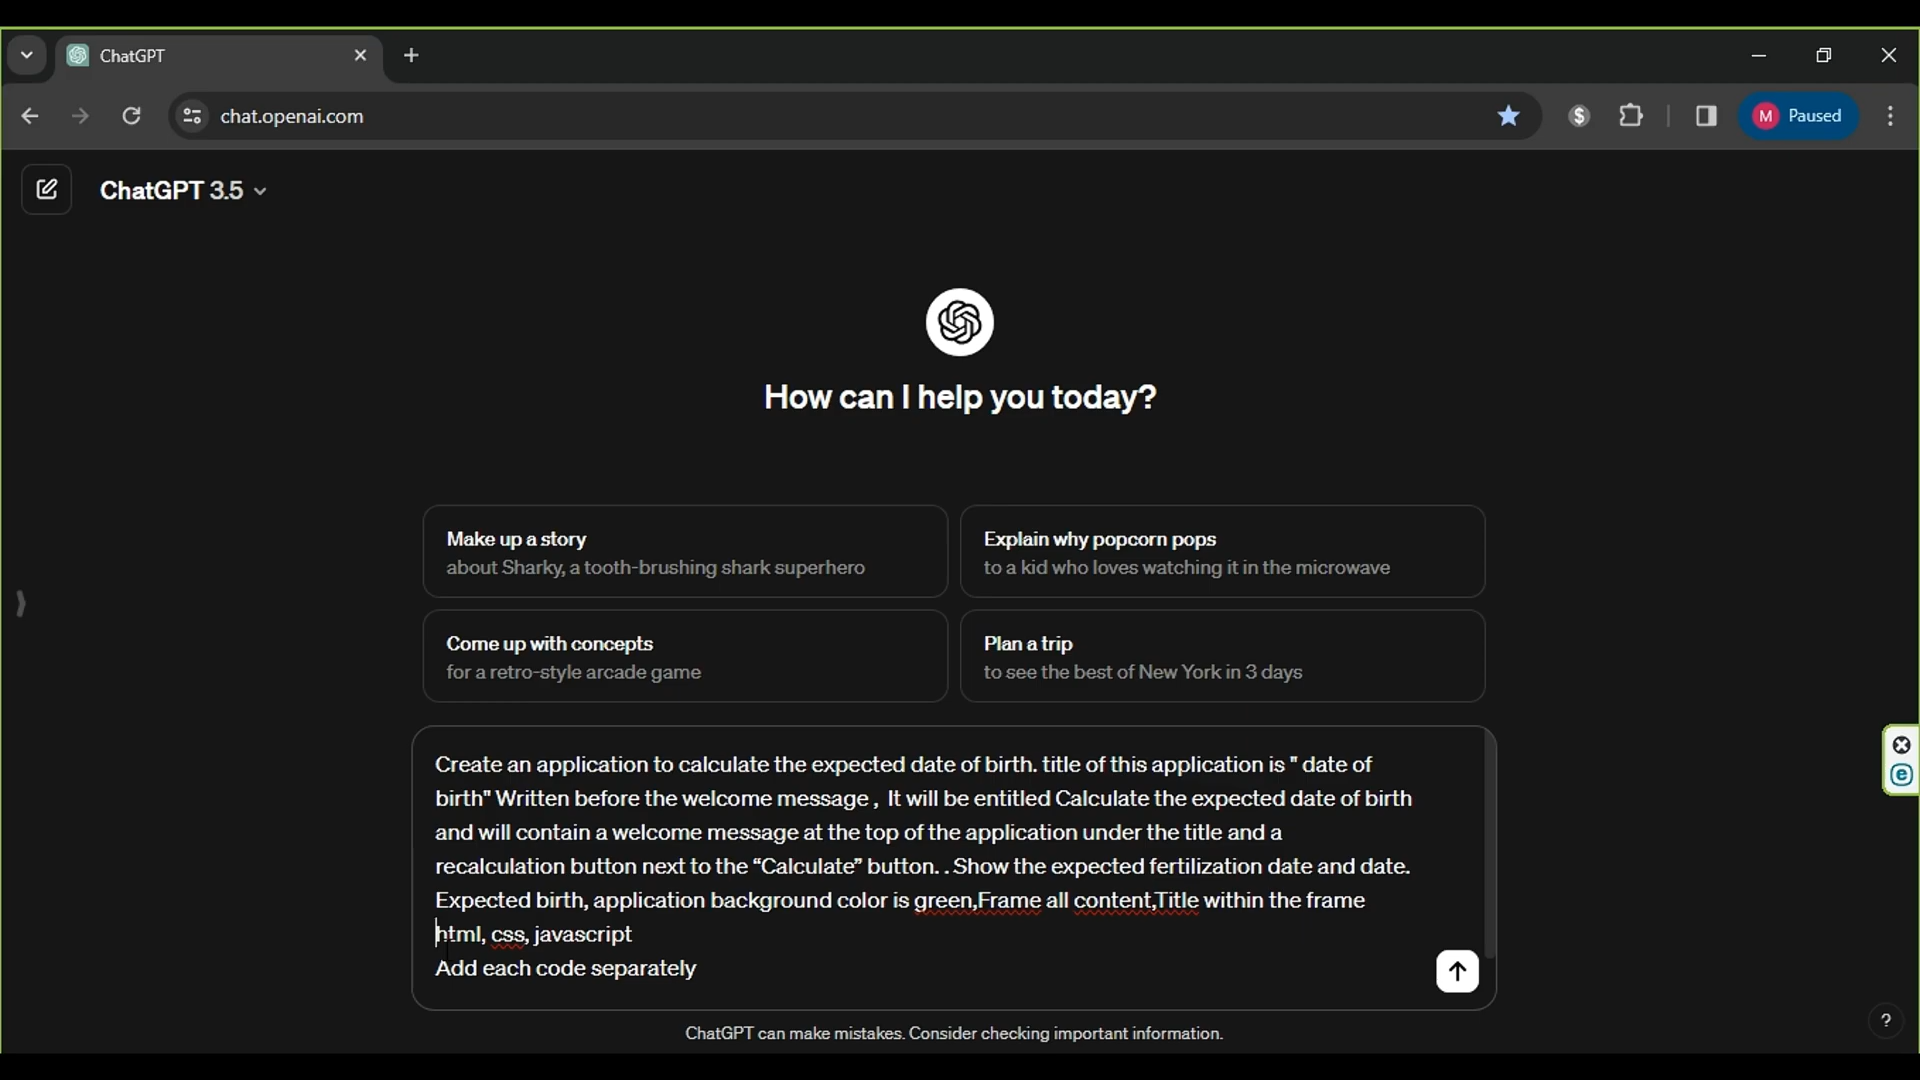 ChatGPT
chat.openai.com
$
M Paused
ChatGPT 3.5
How can I help you today?
Make up a story
about Sharky, a tooth-brushing shark superhero
Explain why popcorn pops
to a kid who loves watching it in the microwave
Come up with concepts
for a retro-style arcade game
Plan a trip
to see the best of New York in 3 days
Create an application to calculate the expected date of birth. title of this application is " date of
birth" Written before the welcome message , It will be entitled Calculate the expected date of birth
and will contain a welcome message at the top of the application under the title and a
recalculation button next to the “Calculate” button. . Show the expected fertilization date and date.
Expected birth, application background color is green,Frame all content,Title within the frame
html, css, javascript
Add each code separately
ChatGPT can make mistakes. Consider checking important information.
?